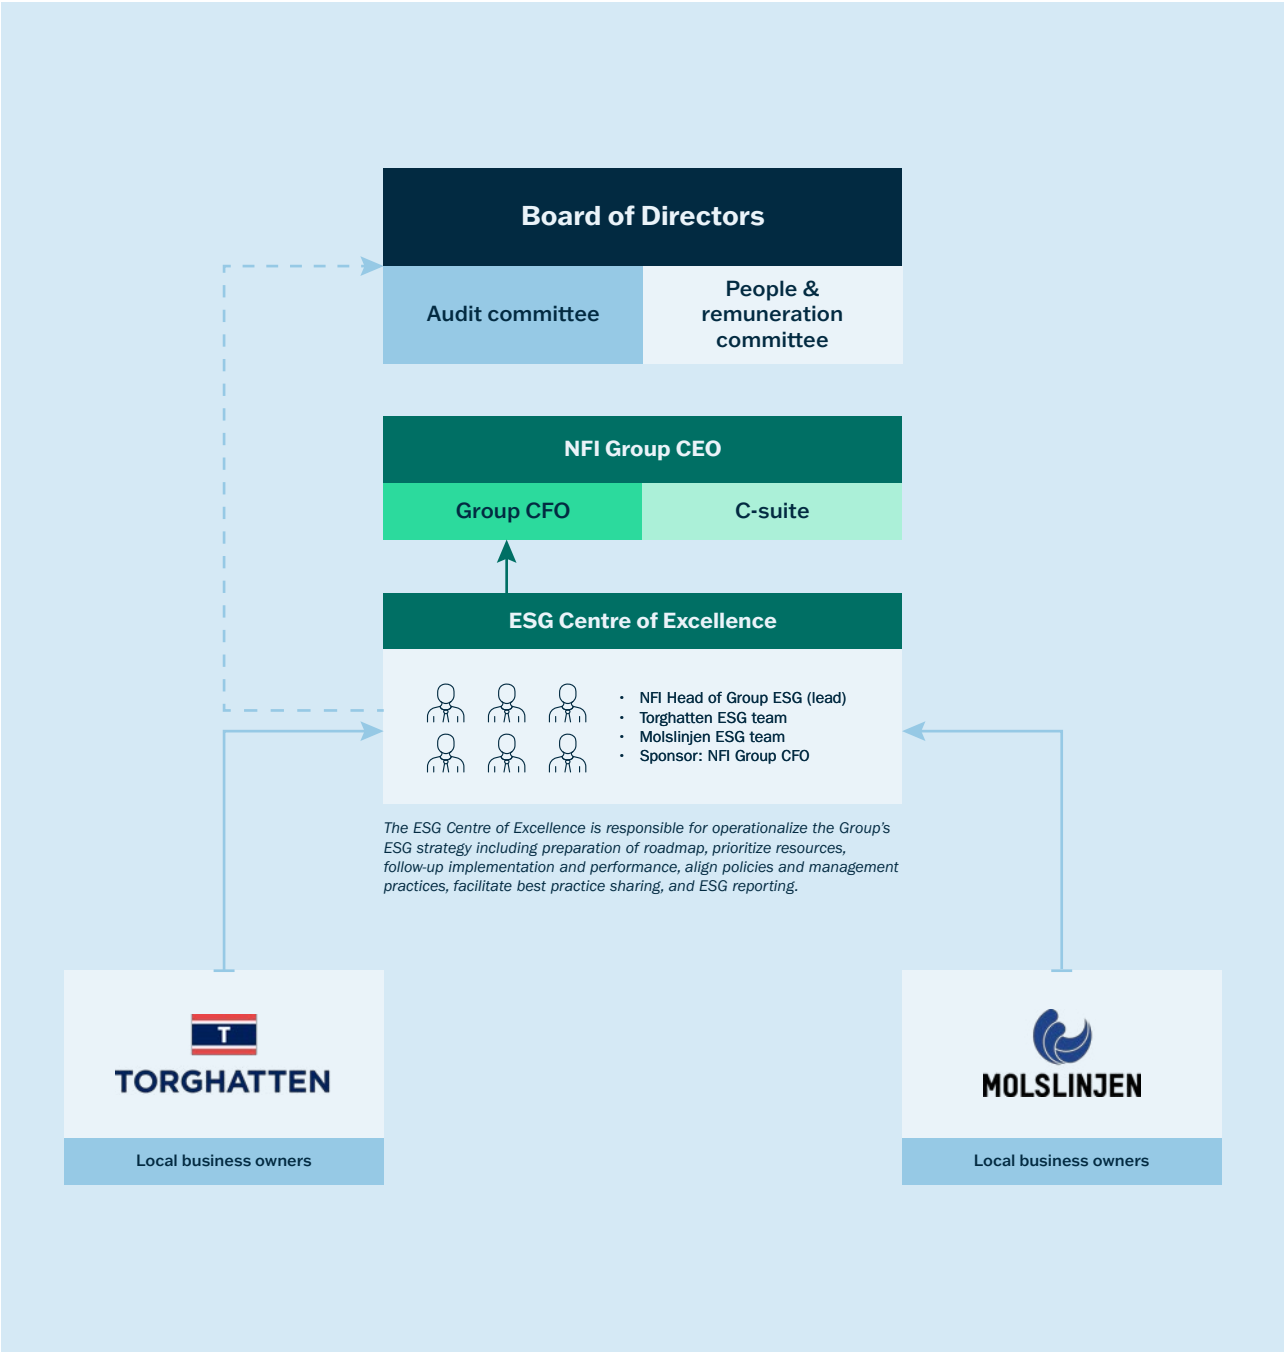 Board of Directors
Audit committee
People &
remuneration
committee
NFI Group CEO
Group CFO
C-suite
ESG Centre of Excellence
• NFI Head of Group ESG (lead)
• Torghatten ESG team
• Molslinjen ESG team
• Sponsor: NFI Group CFO
The ESG Centre of Excellence is responsible for operationalize the Group’s
ESG strategy including preparation of roadmap, prioritize resources,
follow-up implementation and performance, align policies and management
practices, facilitate best practice sharing, and ESG reporting.
T
TORGHATTEN
Local business owners
MOLSLINJEN
Local business owners